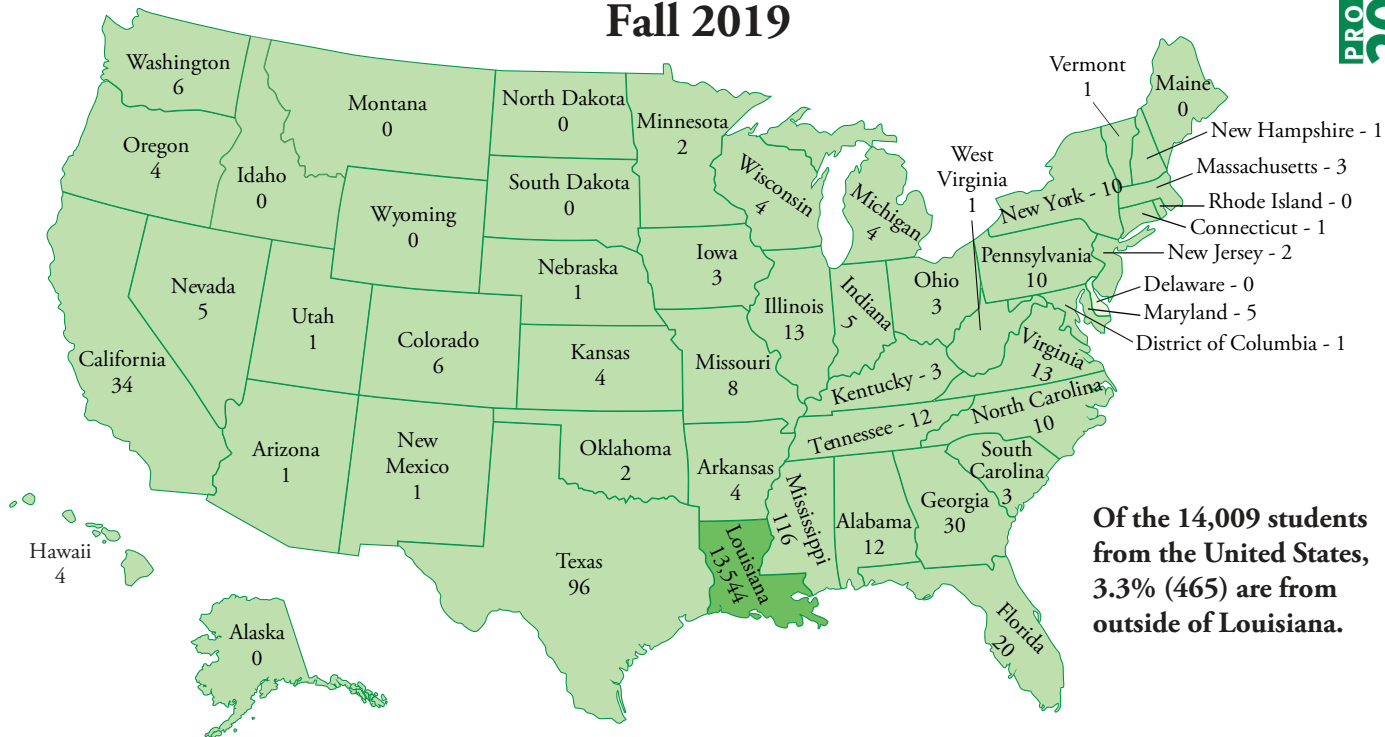 Fall 2019
PRO
Washington
6
Oregon
4
Idaho
0
Montana
0
North Dakota
0
Minnesota
2
South Dakota
0
Wyoming
0
Wisconsin
4
Michigan
4
Vermont
1
Maine
0
New Hampshire - 1
Massachusetts - 3
Rhode Island - 0
Connecticut - 1
New York - 10
West
Virginia
1
Pennsylvania
10
New Jersey - 2
Delaware - 0
Maryland - 5
District of Columbia - 1
Nevada
5
Utah
1
California
34
Colorado
6
Nebraska
1
Iowa
3
Illinois
13
Indiana
5
Ohio
3
Kansas
4
Missouri
8
Kentucky - 3
Virginia
13
Tennessee - 12
North Carolina
10
South
Carolina
3
Arizona
1
New
Mexico
1
Oklahoma
2
Arkansas
4
Mississippi
116
Alabama
12
Georgia
30
Louisiana
13,544
Texas
96
Florida
20
Hawaii
4
Alaska
0
Of the 14,009 students
from the United States,
3.3% (465) are from
outside of Louisiana.